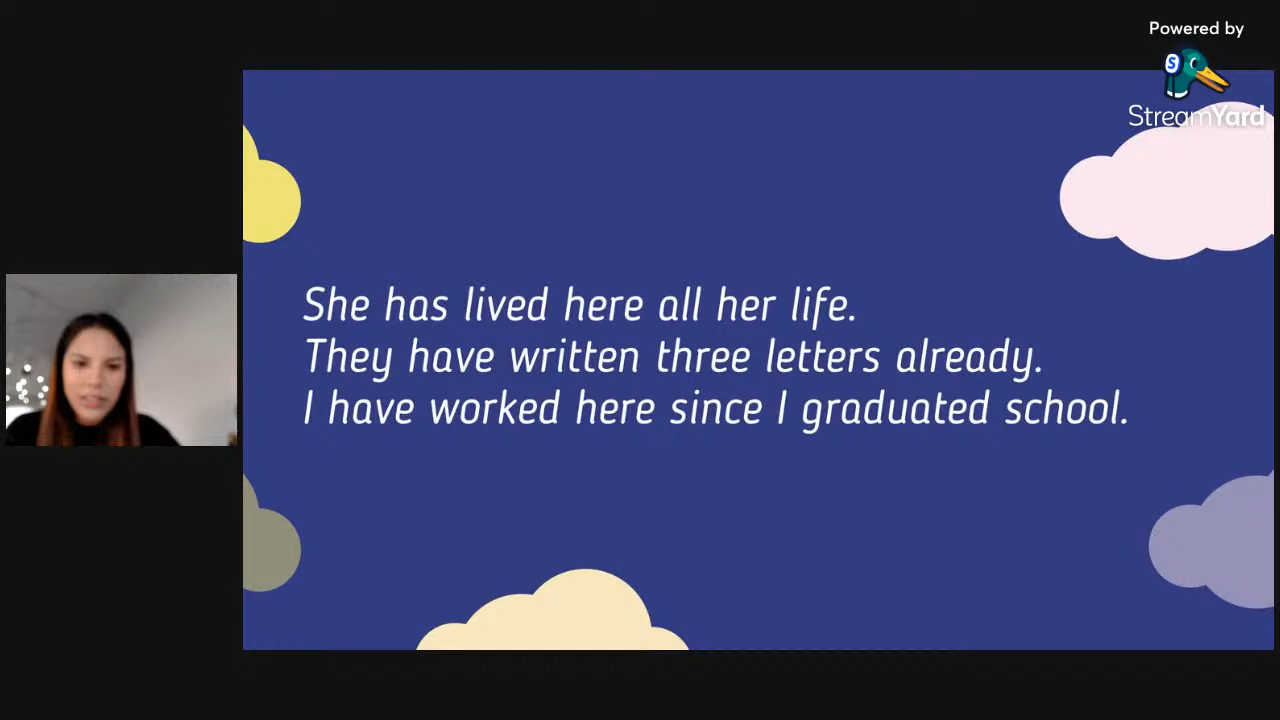 Powered by
StreamYard
She has lived here all her life.
They have written three letters already.
I have worked here since I graduated school.